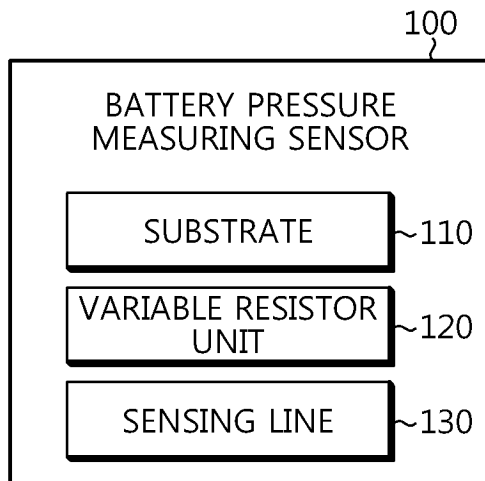 100
BATTERY PRESSURE
MEASURING SENSOR
SUBSTRATE 110
VARIABLE RESISTOR
UNIT 120
SENSING LINE 130